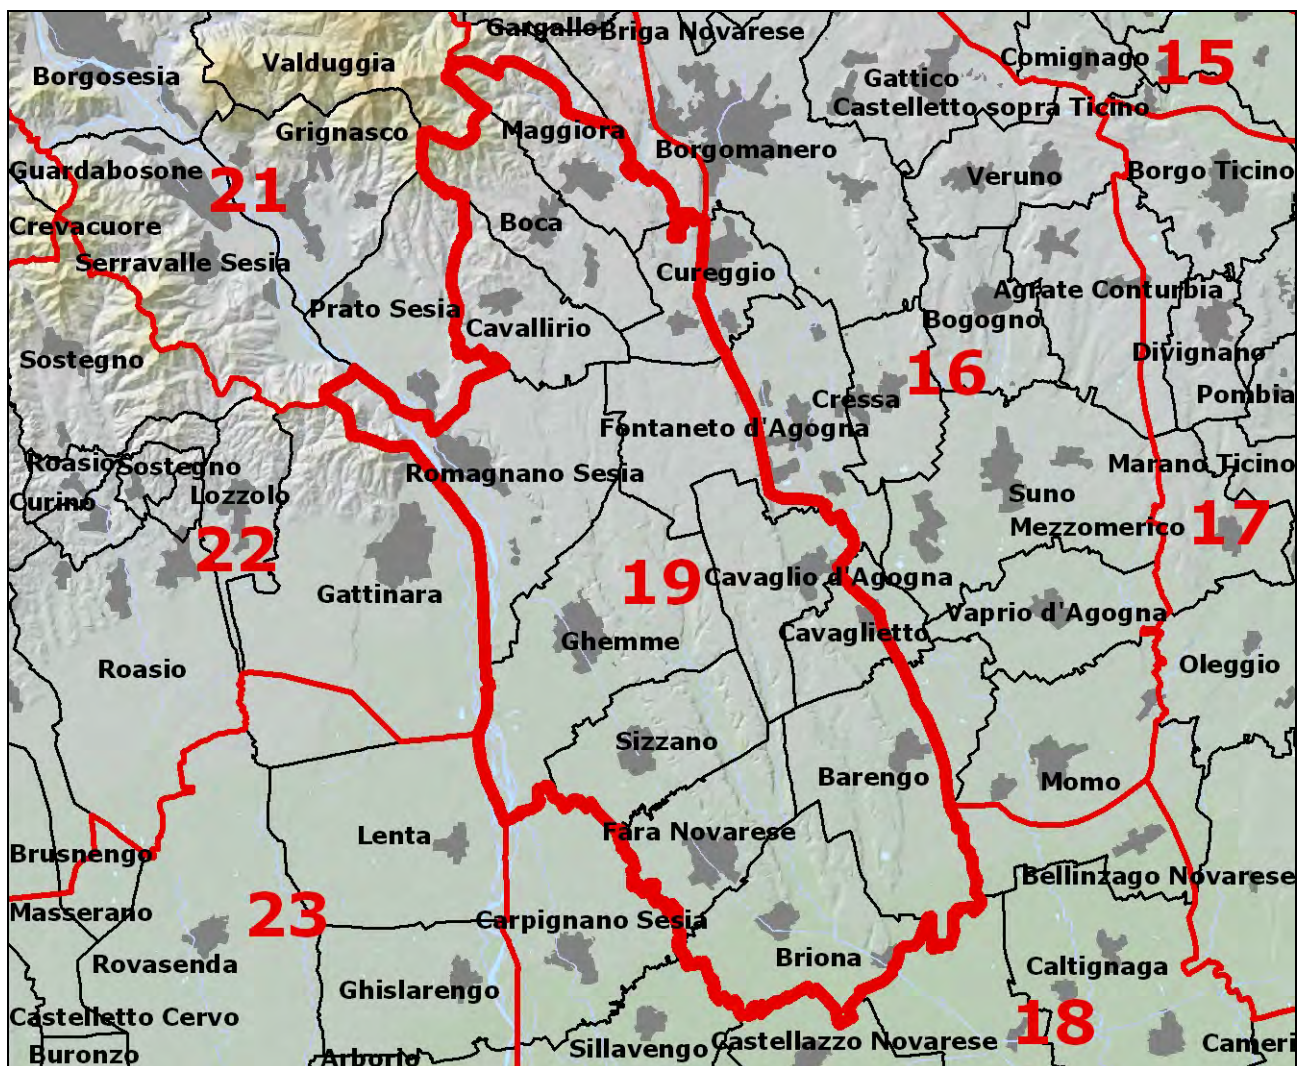 Gargallo
Briga Novarese
Borgosesia
Valduggia
Gattico
Comignago
15
Castelletto sopra Ticino
Grignasco
Maggiora
Borgomanero
Guardabosone
21
Veruno
Borgo Ticino
Crevacuore
Boca
Serravalle Sesia
Cureggio
Agrate Conturbia
Prato Sesia
Cavallirio
Bogogno
Sostegno
16
Divignano
Cressa
Pombia
Fontaneto d'Agogna
Roasio
Sostegno
Romagnano Sesia
Marano Ticino
Curino
Lozzolo
Suno
Mezzomerico
17
22
19
Cavaglio d'Agogna
Gattinara
Vaprio d'Agogna
Ghemme
Cavaglietto
Roasio
Oleggio
Sizzano
Barengo
Momo
Lenta
Fara Novarese
Brusnengo
Bellinzago Novarese
Masserano
23
Carpignano Sesia
Rovasenda
Briona
Caltignaga
Ghislarengo
Castelletto Cervo
18
Castellazzo Novarese
Sillavengo
Cameri
Buronzo
Arborio